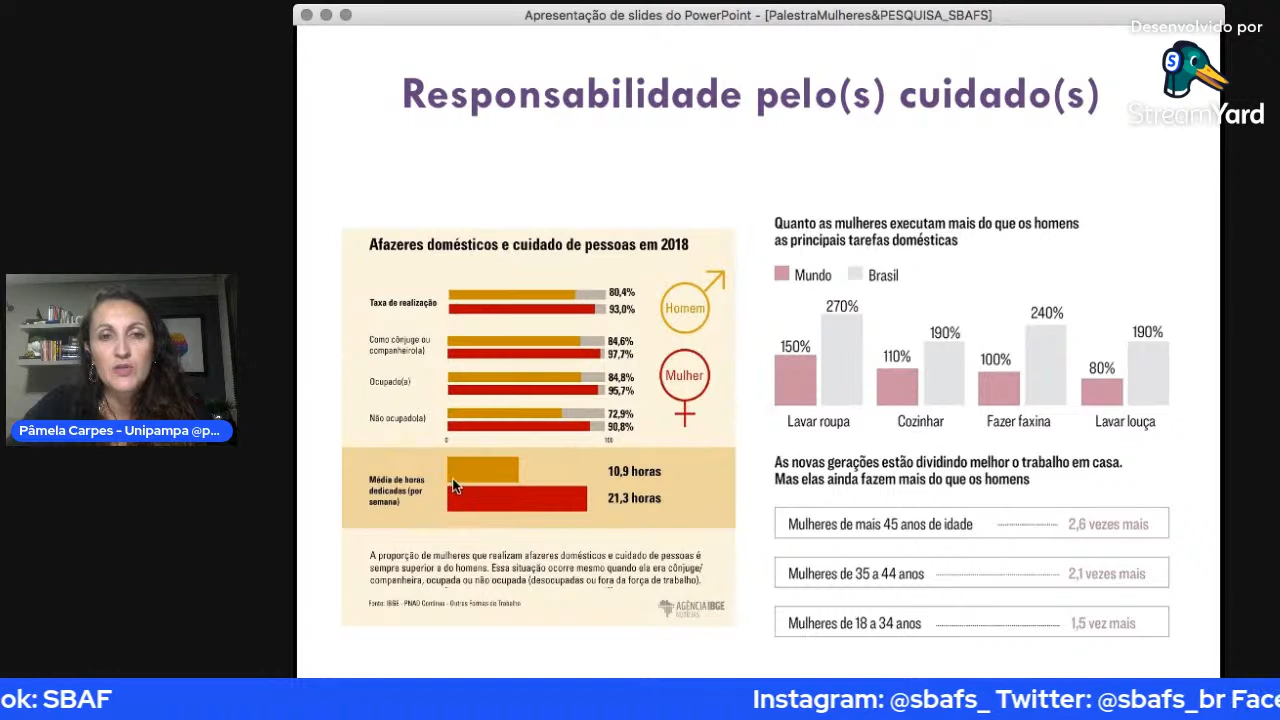 Apresentação de slides do PowerPoint - [PalestraMulheres&PESQUISA_SBAFS]
Desenvolvido por
StreamYard
Responsabilidade pelo(s) cuidado(s)
Afazeres domésticos e cuidado de pessoas em 2018
Taxa de realização
80,4%
93,0%
Homem
Como cônjuge ou
companheiro(a)
84,6%
97,7%
Ocupado(a)
84,8%
95,7%
Mulher
Não ocupado(a)
72,9%
90,8%
0
100
Média de horas
dedicadas (por
semana)
10,9 horas
21,3 horas
A proporção de mulheres que realizam afazeres domésticos e cuidado de pessoas é
sempre superior a do homens. Essa situação ocorre mesmo quando ela era cônjuge/
companheira, ocupada ou não ocupada (desocupadas ou fora da força de trabalho).
Fonte: IBGE - PNAD Contínua - Outras Formas de Trabalho
AGÊNCIA IBGE
NOTÍCIAS
Quanto as mulheres executam mais do que os homens
as principais tarefas domésticas
Mundo
Brasil
150%
270%
110%
190%
100%
240%
80%
190%
Lavar roupa
Cozinhar
Fazer faxina
Lavar louça
As novas gerações estão dividindo melhor o trabalho em casa.
Mas elas ainda fazem mais do que os homens
Mulheres de mais 45 anos de idade 2,6 vezes mais
Mulheres de 35 a 44 anos 2,1 vezes mais
Mulheres de 18 a 34 anos 1,5 vez mais
Pâmela Carpes - Unipampa @p...
ok: SBAF
Instagram: @sbafs_ Twitter: @sbafs_br Face